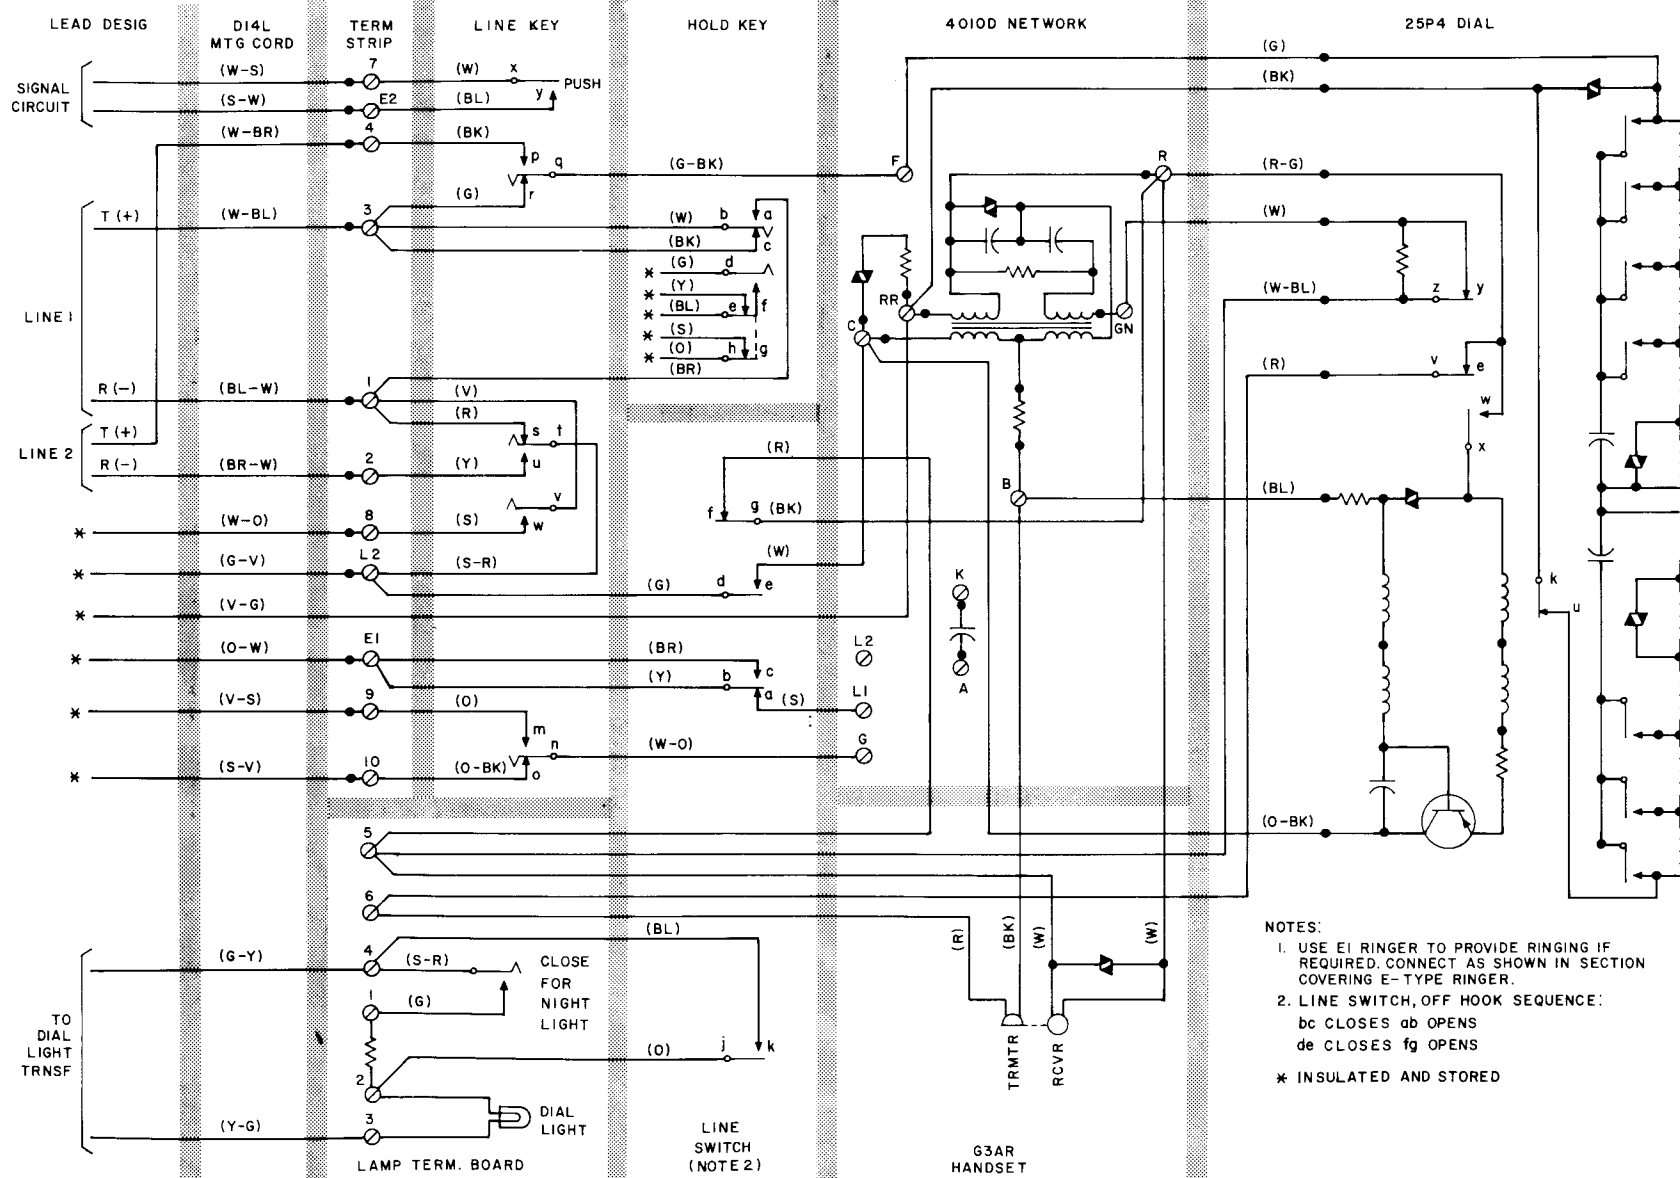 LEAD DESIG
D14L
MTG CORD
TERM
STRIP
LINE KEY
HOLD KEY
4010D NETWORK
25P4 DIAL
SIGNAL
CIRCUIT
(W-S)
7
(W)
x
PUSH
(S-W)
E2
(BL)
y
(W-BR)
4
(BK)
p
q
(G-BK)
F
r
(G)
(BK)
R
(R-G)
(W)
T (+)
(W-BL)
3
(G)
(W)
b
a
(BK)
c
* (G) d
* (Y)
* (BL) e f
* (S)
* (O) h g
(BR)
RR
C
GN
(W-BL)
z
y
LINE 1
R (-)
(BL-W)
1
(V)
(R)
(R)
v
e
w
x
LINE 2
T (+)
R (-)
(BR-W)
2
(Y)
s
t
u
(R)
B
(BL)
v
* (W-O)
8
(S)
w
f
g
(BK)
* (G-V)
L2
(S-R)
(W)
(G)
d
e
K
k
u
* (V-G)
* (O-W)
E1
(BR)
(Y)
b
c
a
(S)
L2
A
* (V-S)
9
(O)
L1
m
n
(W-O)
G
* (S-V)
10
(O-BK)
o
5
(O-BK)
6
(R)
(BK)
(W)
(W)
(G-Y)
4
(BL)
(S-R)
CLOSE
FOR
NIGHT
LIGHT
1
(G)
TO
DIAL
LIGHT
TRNSF
(O)
j
k
2
DIAL
LIGHT
(Y-G)
3
TRMTR
RCVR
LAMP TERM. BOARD
LINE
SWITCH
(NOTE 2)
G3AR
HANDSET
NOTES:
1. USE E1 RINGER TO PROVIDE RINGING IF
REQUIRED. CONNECT AS SHOWN IN SECTION
COVERING E-TYPE RINGER.
2. LINE SWITCH, OFF HOOK SEQUENCE:
bc CLOSES ab OPENS
de CLOSES fg OPENS
* INSULATED AND STORED